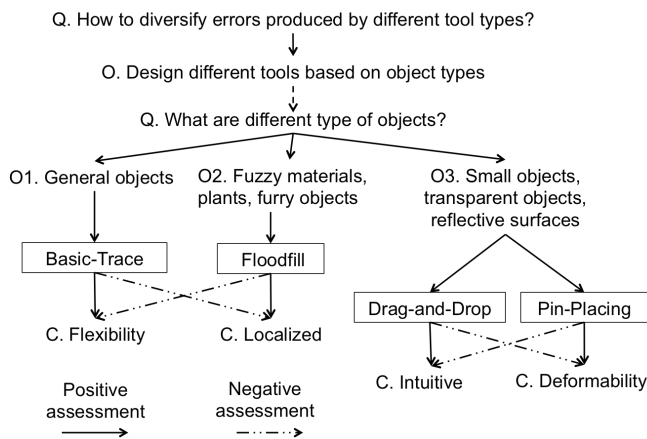 Q. How to diversify errors produced by different tool types?
O. Design different tools based on object types
Q. What are different type of objects?
O1. General objects
O2. Fuzzy materials,
plants, furry objects
O3. Small objects,
transparent objects,
reflective surfaces
Basic-Trace
Floodfill
Drag-and-Drop
Pin-Placing
C. Flexibility
C. Localized
C. Intuitive
C. Deformability
Positive
assessment
Negative
assessment